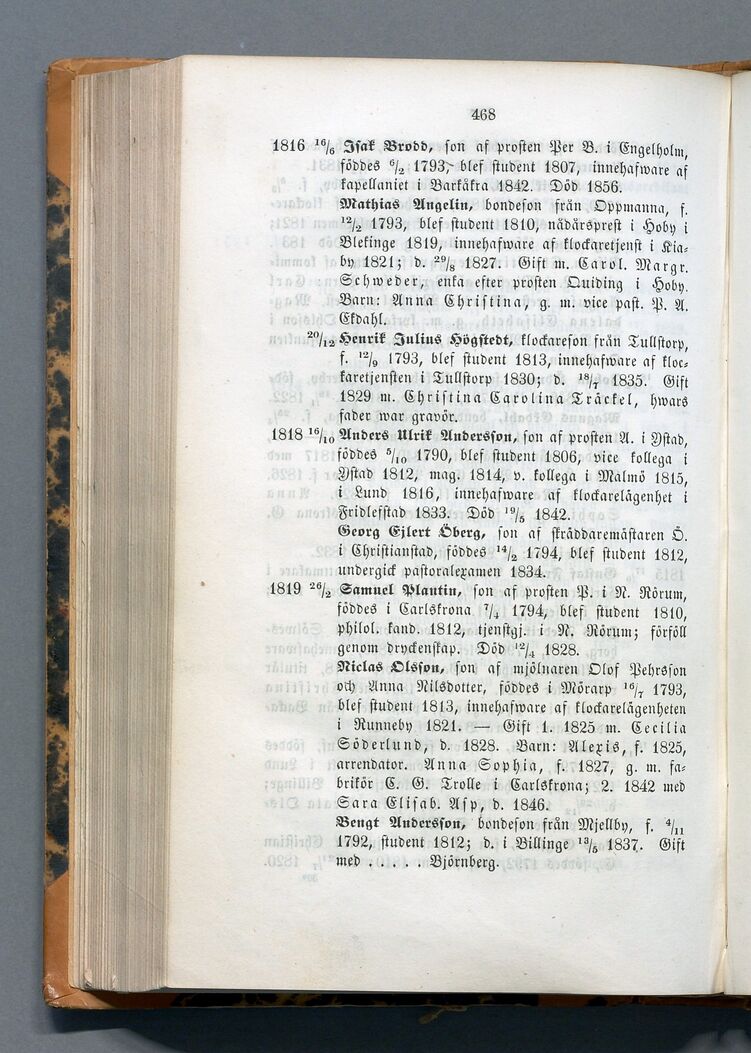 468
1816 16/6 Isak Brodd, son af prosten Per B. i Engelholm,
föddes 6/2 1793, blef student 1807, innehafware af
kapellaniet i Barkåkra 1842. Död 1856.
Mathias Angelin, bondeson från Oppmanna, f.
12/2 1793, blef student 1810, nådårsprest i Hoby i
Blekinge 1819, innehafware af klockaretjenst i Kia-
by 1821; d. 29/8 1827. Gift m. Carol. Margr.
Schweder, enka efter prosten Quiding i Hoby.
Barn: Anna Christina, g. m. vice past. P. A.
Ekdahl.
20/12 Henrik Julius Högstedt, klockareson från Tullstorp,
f. 12/9 1793, blef student 1813, innehafware af kloc-
karetjensten i Tullstorp 1830; d. 18/7 1835. Gift
1829 m. Christina Carolina Träckel, hwars
fader war gravör.
1818 16/10 Anders Ulrik Andersson, son af prosten A. i Ystad,
föddes 5/10 1790, blef student 1806, vice kollega i
Ystad 1812, mag. 1814, v. kollega i Malmö 1815,
i Lund 1816, innehafware af klockarelägenhet i
Fridlefstad 1833. Död 19/5 1842.
Georg Ejlert Öberg, son af skräddaremästaren Ö.
i Christianstad, föddes 14/2 1794, blef student 1812,
undergick pastoralexamen 1834.
1819 26/2 Samuel Plantin, son af prosten P. i N. Rörum,
föddes i Carlskrona 7/4 1794, blef student 1810,
philol. kand. 1812, tjenstgj. i N. Rörum; förföll
genom dryckenskap. Död 12/4 1828.
Niclas Olsson, son af mjölnaren Olof Pehrsson
och Anna Nilsdotter, föddes i Mörarp 16/7 1793,
blef student 1813, innehafware af klockarelägenheten
i Runneby 1821. — Gift 1. 1825 m. Cecilia
Söderlund, d. 1828. Barn: Alexis, f. 1825,
arrendator. Anna Sophia, f. 1827, g. m. fa-
brikör C. G. Trolle i Carlskrona; 2. 1842 med
Sara Elisab. Asp, d. 1846.
Bengt Andersson, bondeson från Mjellby, f. 4/11
1792, student 1812; d. i Billinge 13/5 1837. Gift
med . . . . . Björnberg.